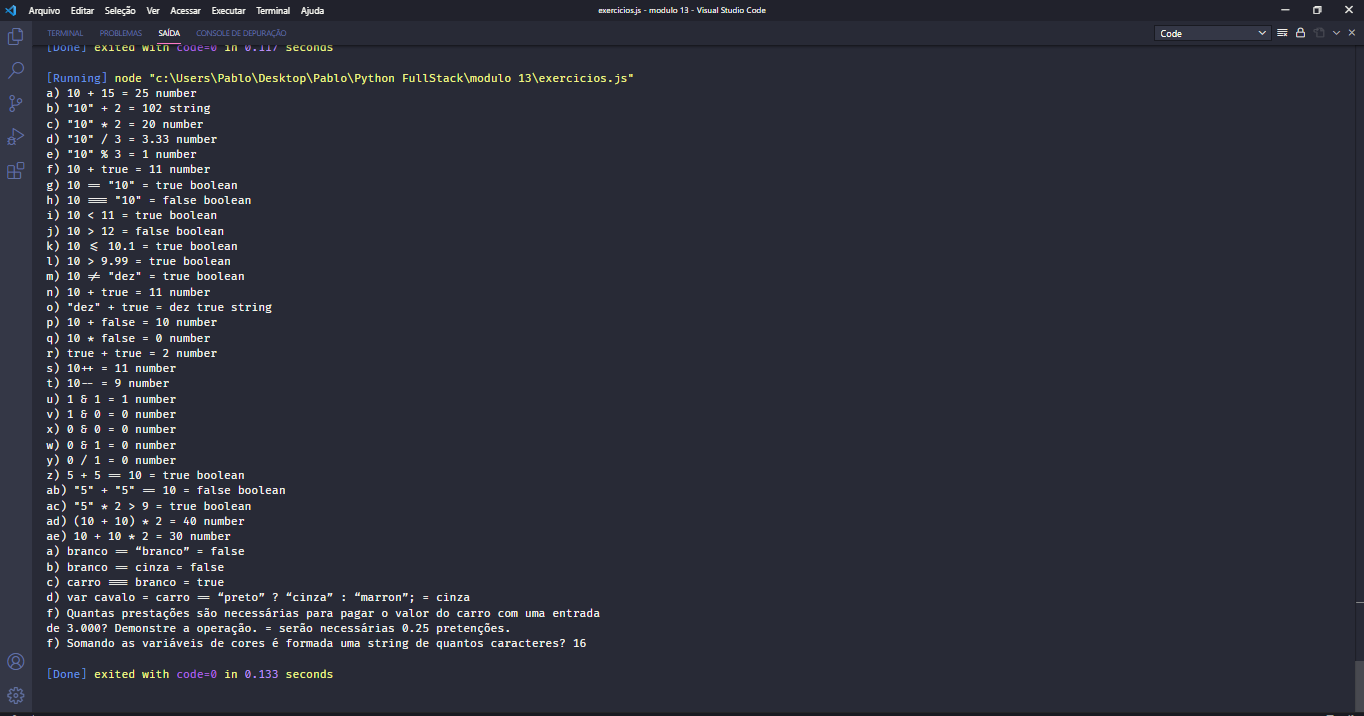 Arquivo Editar Seleção Ver Acessar Executar Terminal Ajuda
exercicios.js - modulo 13 - Visual Studio Code
TERMINAL PROBLEMAS SAÍDA CONSOLE DE DEPURAÇÃO
Code
[Done] exited with code=0 in 0.117 seconds
[Running] node "c:\Users\Pablo\Desktop\Pablo\Python FullStack\modulo 13\exercicios.js"
a) 10 + 15 = 25 number
b) "10" + 2 = 102 string
c) "10" * 2 = 20 number
d) "10" / 3 = 3.33 number
e) "10" % 3 = 1 number
f) 10 + true = 11 number
g) 10 == "10" = true boolean
h) 10 === "10" = false boolean
i) 10 < 11 = true boolean
j) 10 > 12 = false boolean
k) 10 <= 10.1 = true boolean
l) 10 > 9.99 = true boolean
m) 10 != "dez" = true boolean
n) 10 + true = 11 number
o) "dez" + true = dez true string
p) 10 + false = 10 number
q) 10 * false = 0 number
r) true + true = 2 number
s) 10++ = 11 number
t) 10-- = 9 number
u) 1 & 1 = 1 number
v) 1 & 0 = 0 number
x) 0 & 0 = 0 number
w) 0 & 1 = 0 number
y) 0 / 1 = 0 number
z) 5 + 5 == 10 = true boolean
ab) "5" + "5" == 10 = false boolean
ac) "5" * 2 > 9 = true boolean
ad) (10 + 10) * 2 = 40 number
ae) 10 + 10 * 2 = 30 number
a) branco == “branco” = false
b) branco == cinza = false
c) carro === branco = true
d) var cavalo = carro == “preto” ? “cinza” : “marron”; = cinza
f) Quantas prestações são necessárias para pagar o valor do carro com uma entrada
de 3.000? Demonstre a operação. = serão necessárias 0.25 pretenções.
f) Somando as variáveis de cores é formada uma string de quantos caracteres? 16
[Done] exited with code=0 in 0.133 seconds